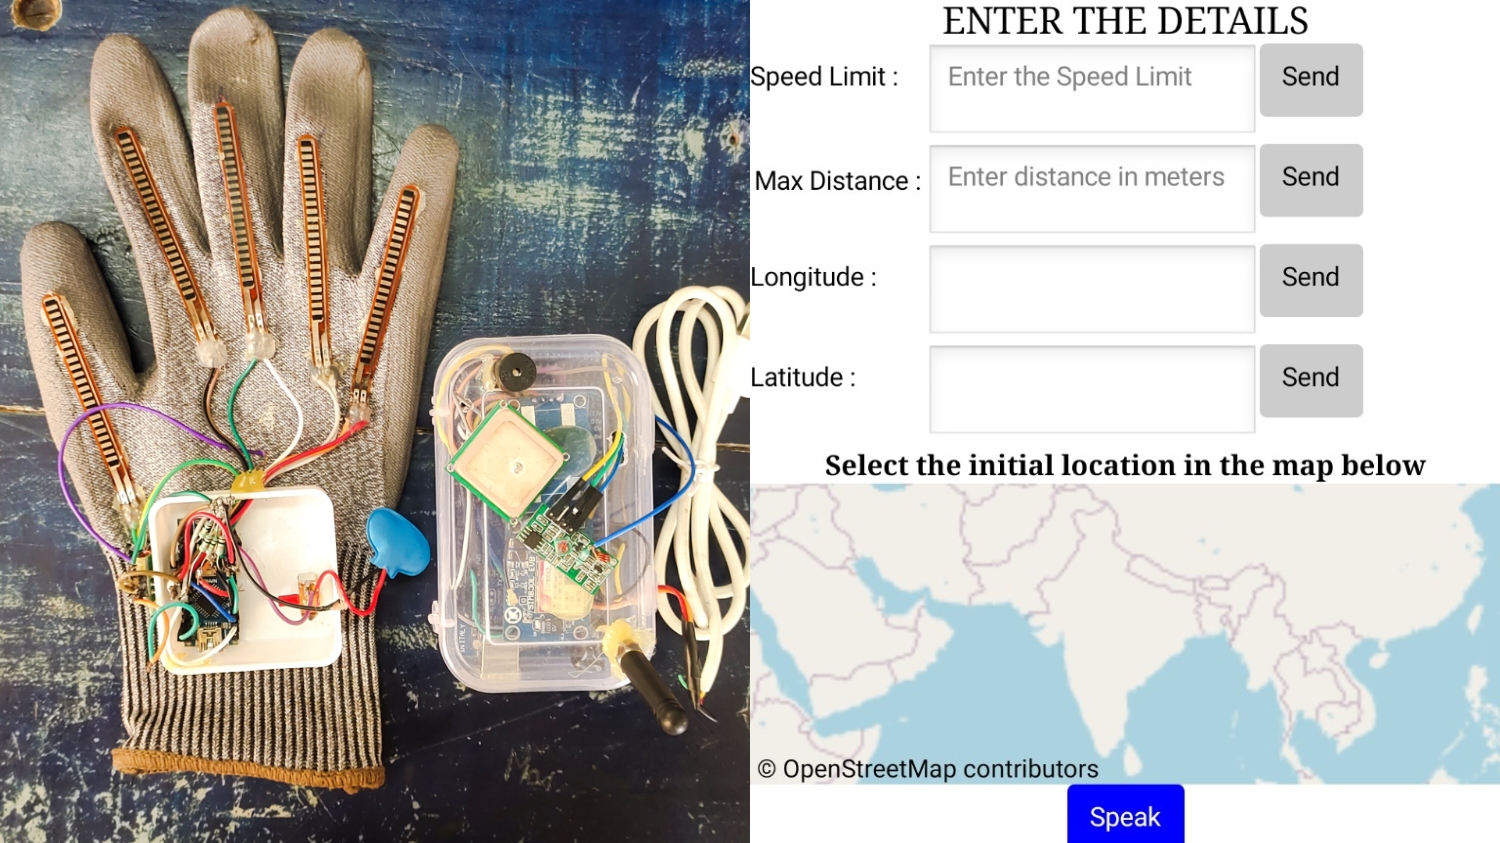 ENTER THE DETAILS
Speed Limit :
Enter the Speed Limit
Send
Max Distance :
Enter distance in meters
Send
Longitude :
Send
Latitude :
Send
Select the initial location in the map below
© OpenStreetMap contributors
Speak